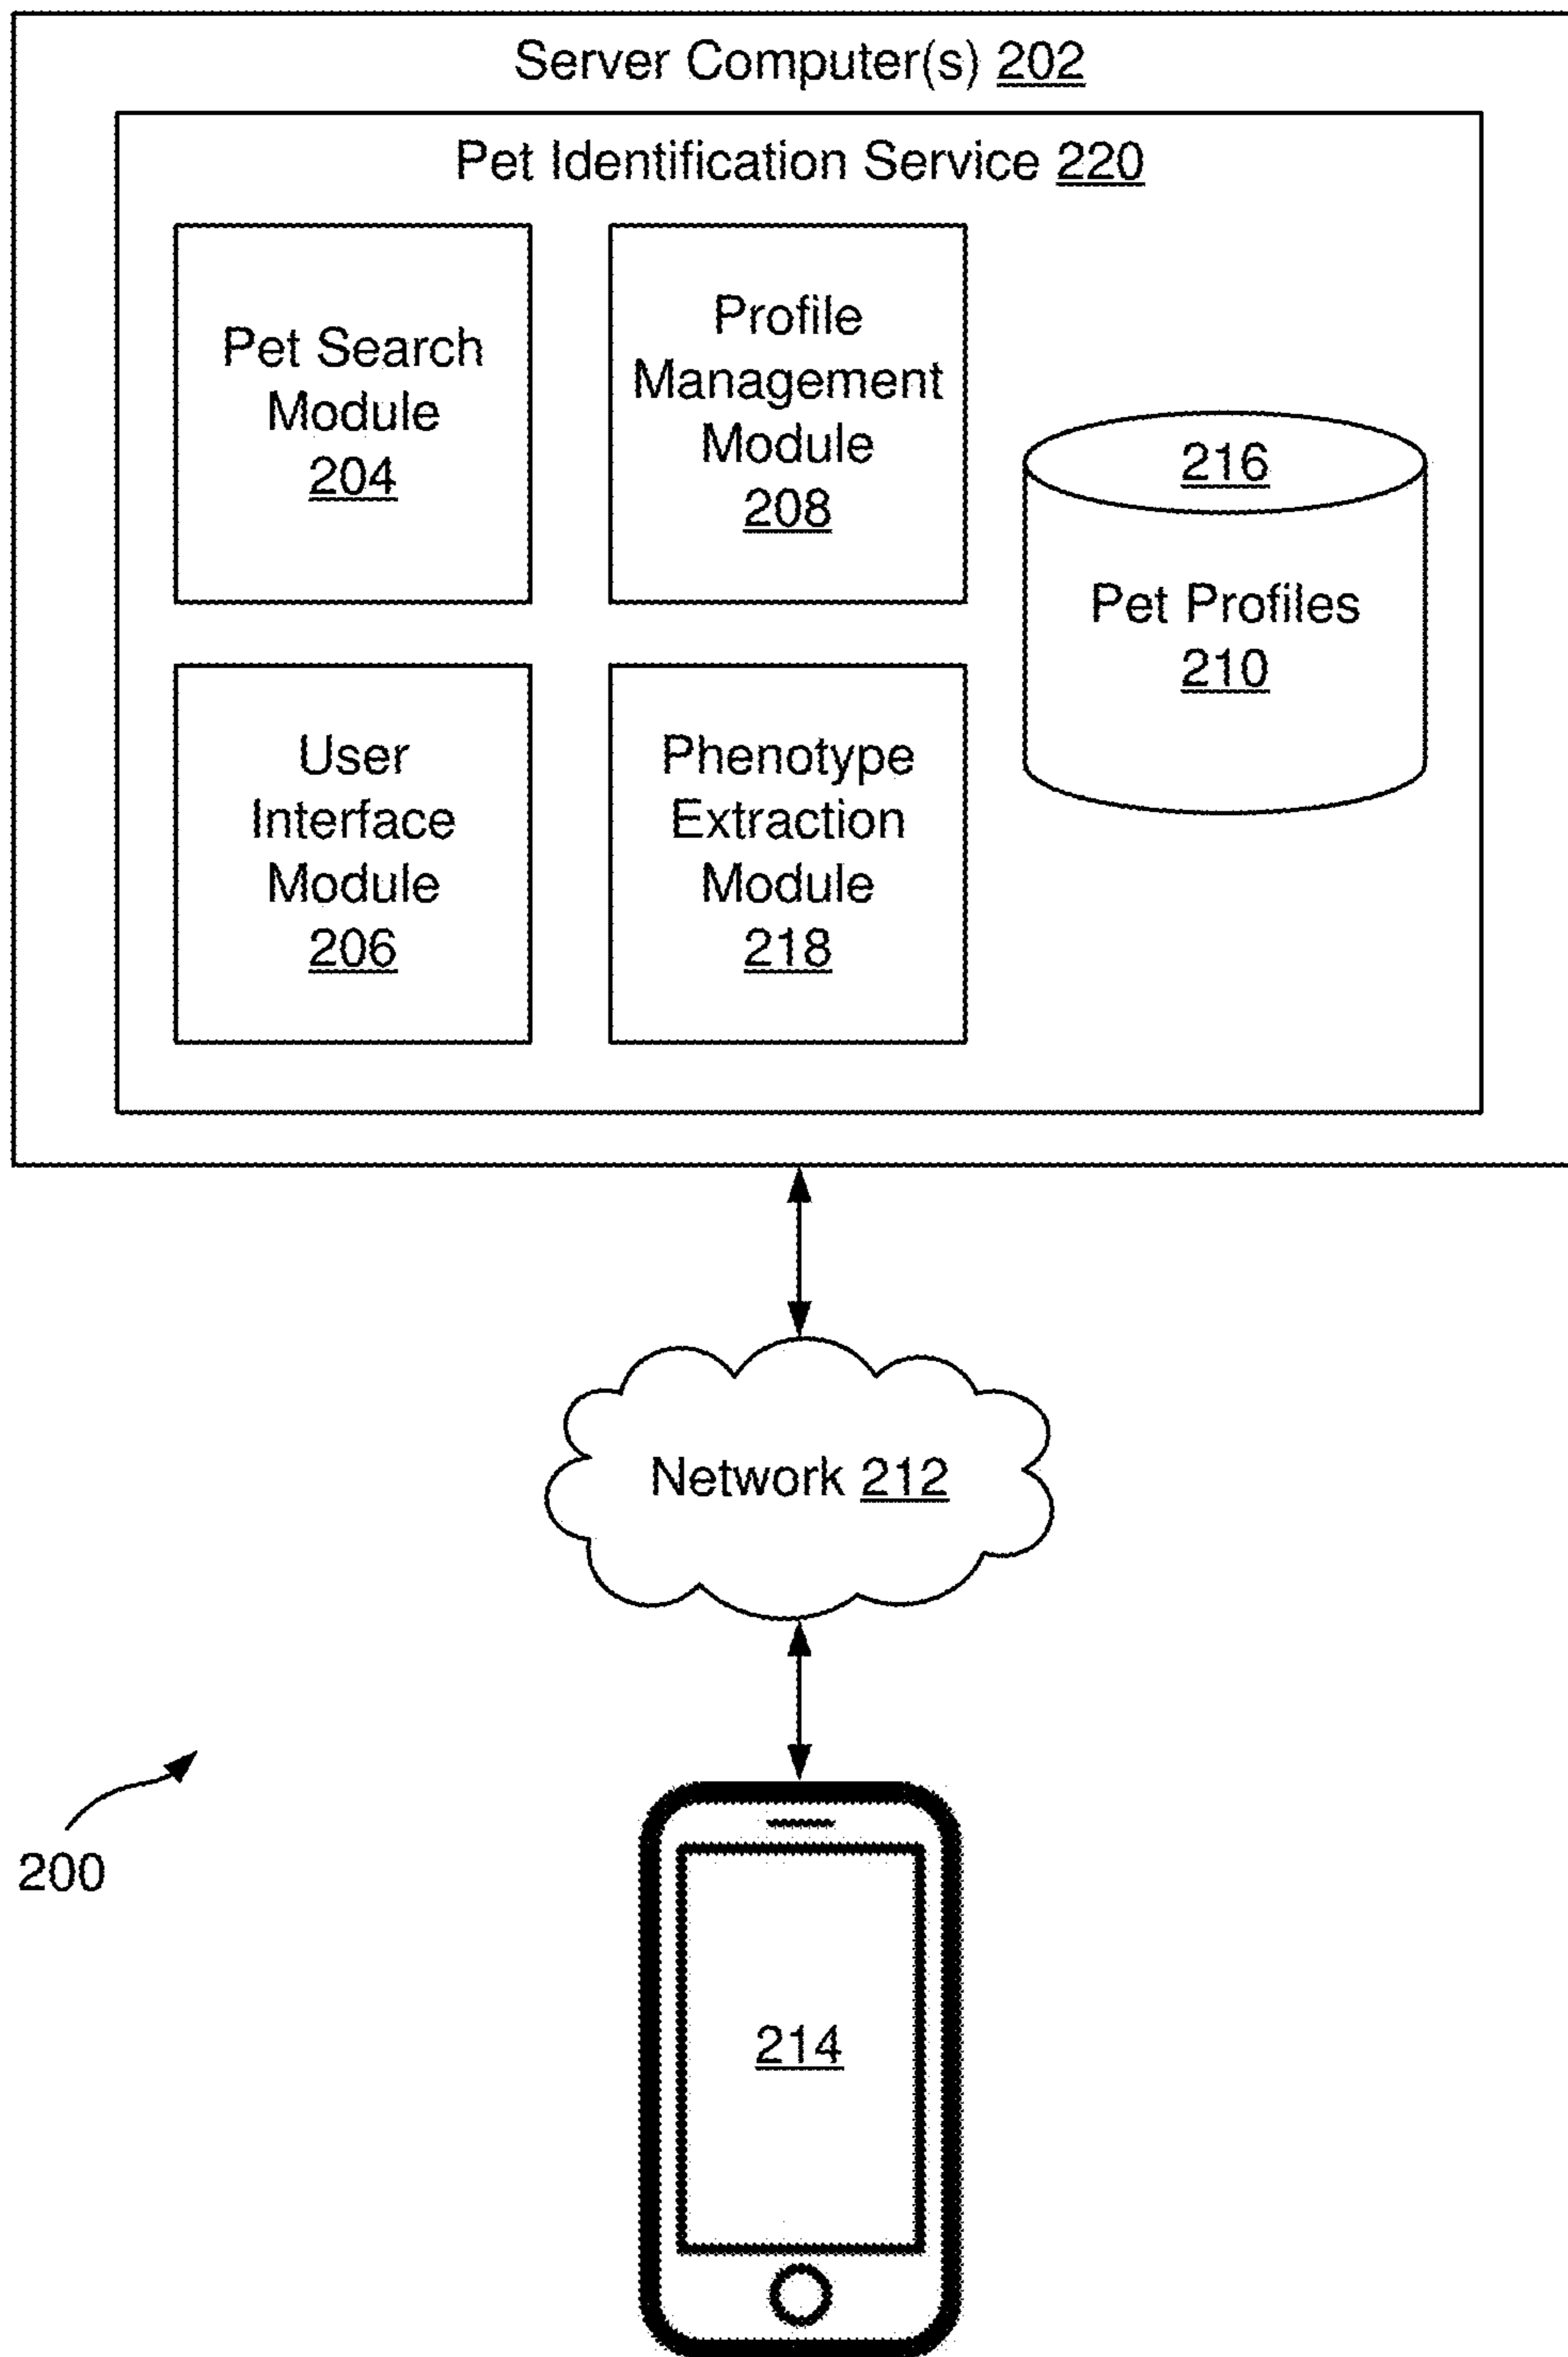 Server Computer(s) 202
Pet Identification Service 220
Pet Search
Module
204
Profile
Management
Module
208
216
Pet Profiles
210
User
Interface
Module
206
Phenotype
Extraction
Module
218
Network 212
200
214